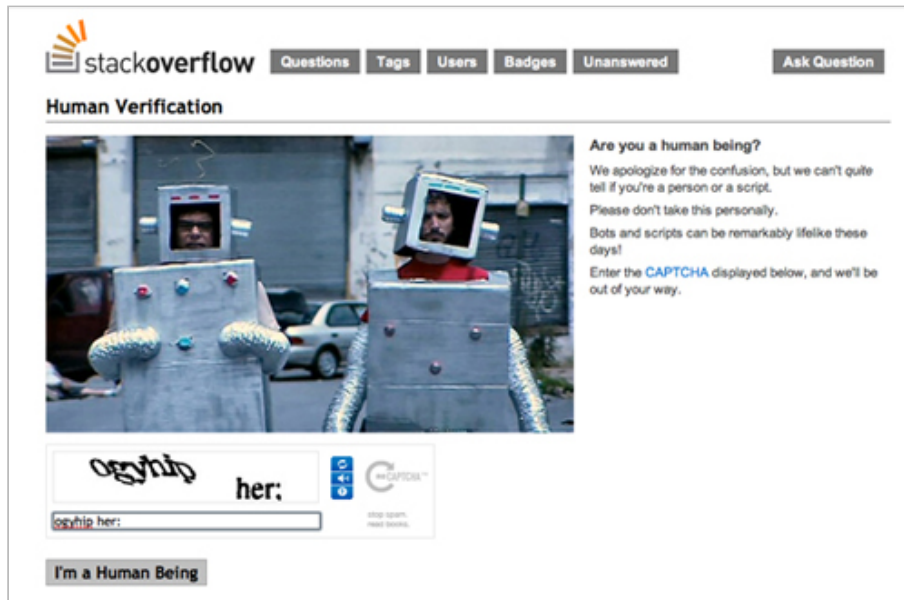 stackoverflow
Questions Tags Users Badges Unanswered Ask Question
Human Verification
Are you a human being?
We apologize for the confusion, but we can't quite
tell if you're a person or a script.
Please don't take this personally.
Bots and scripts can be remarkably lifelike these
days!
Enter the CAPTCHA displayed below, and we'll be
out of your way.
ogyhip her:
reCAPTCHA™
stop spam.
read books.
I'm a Human Being